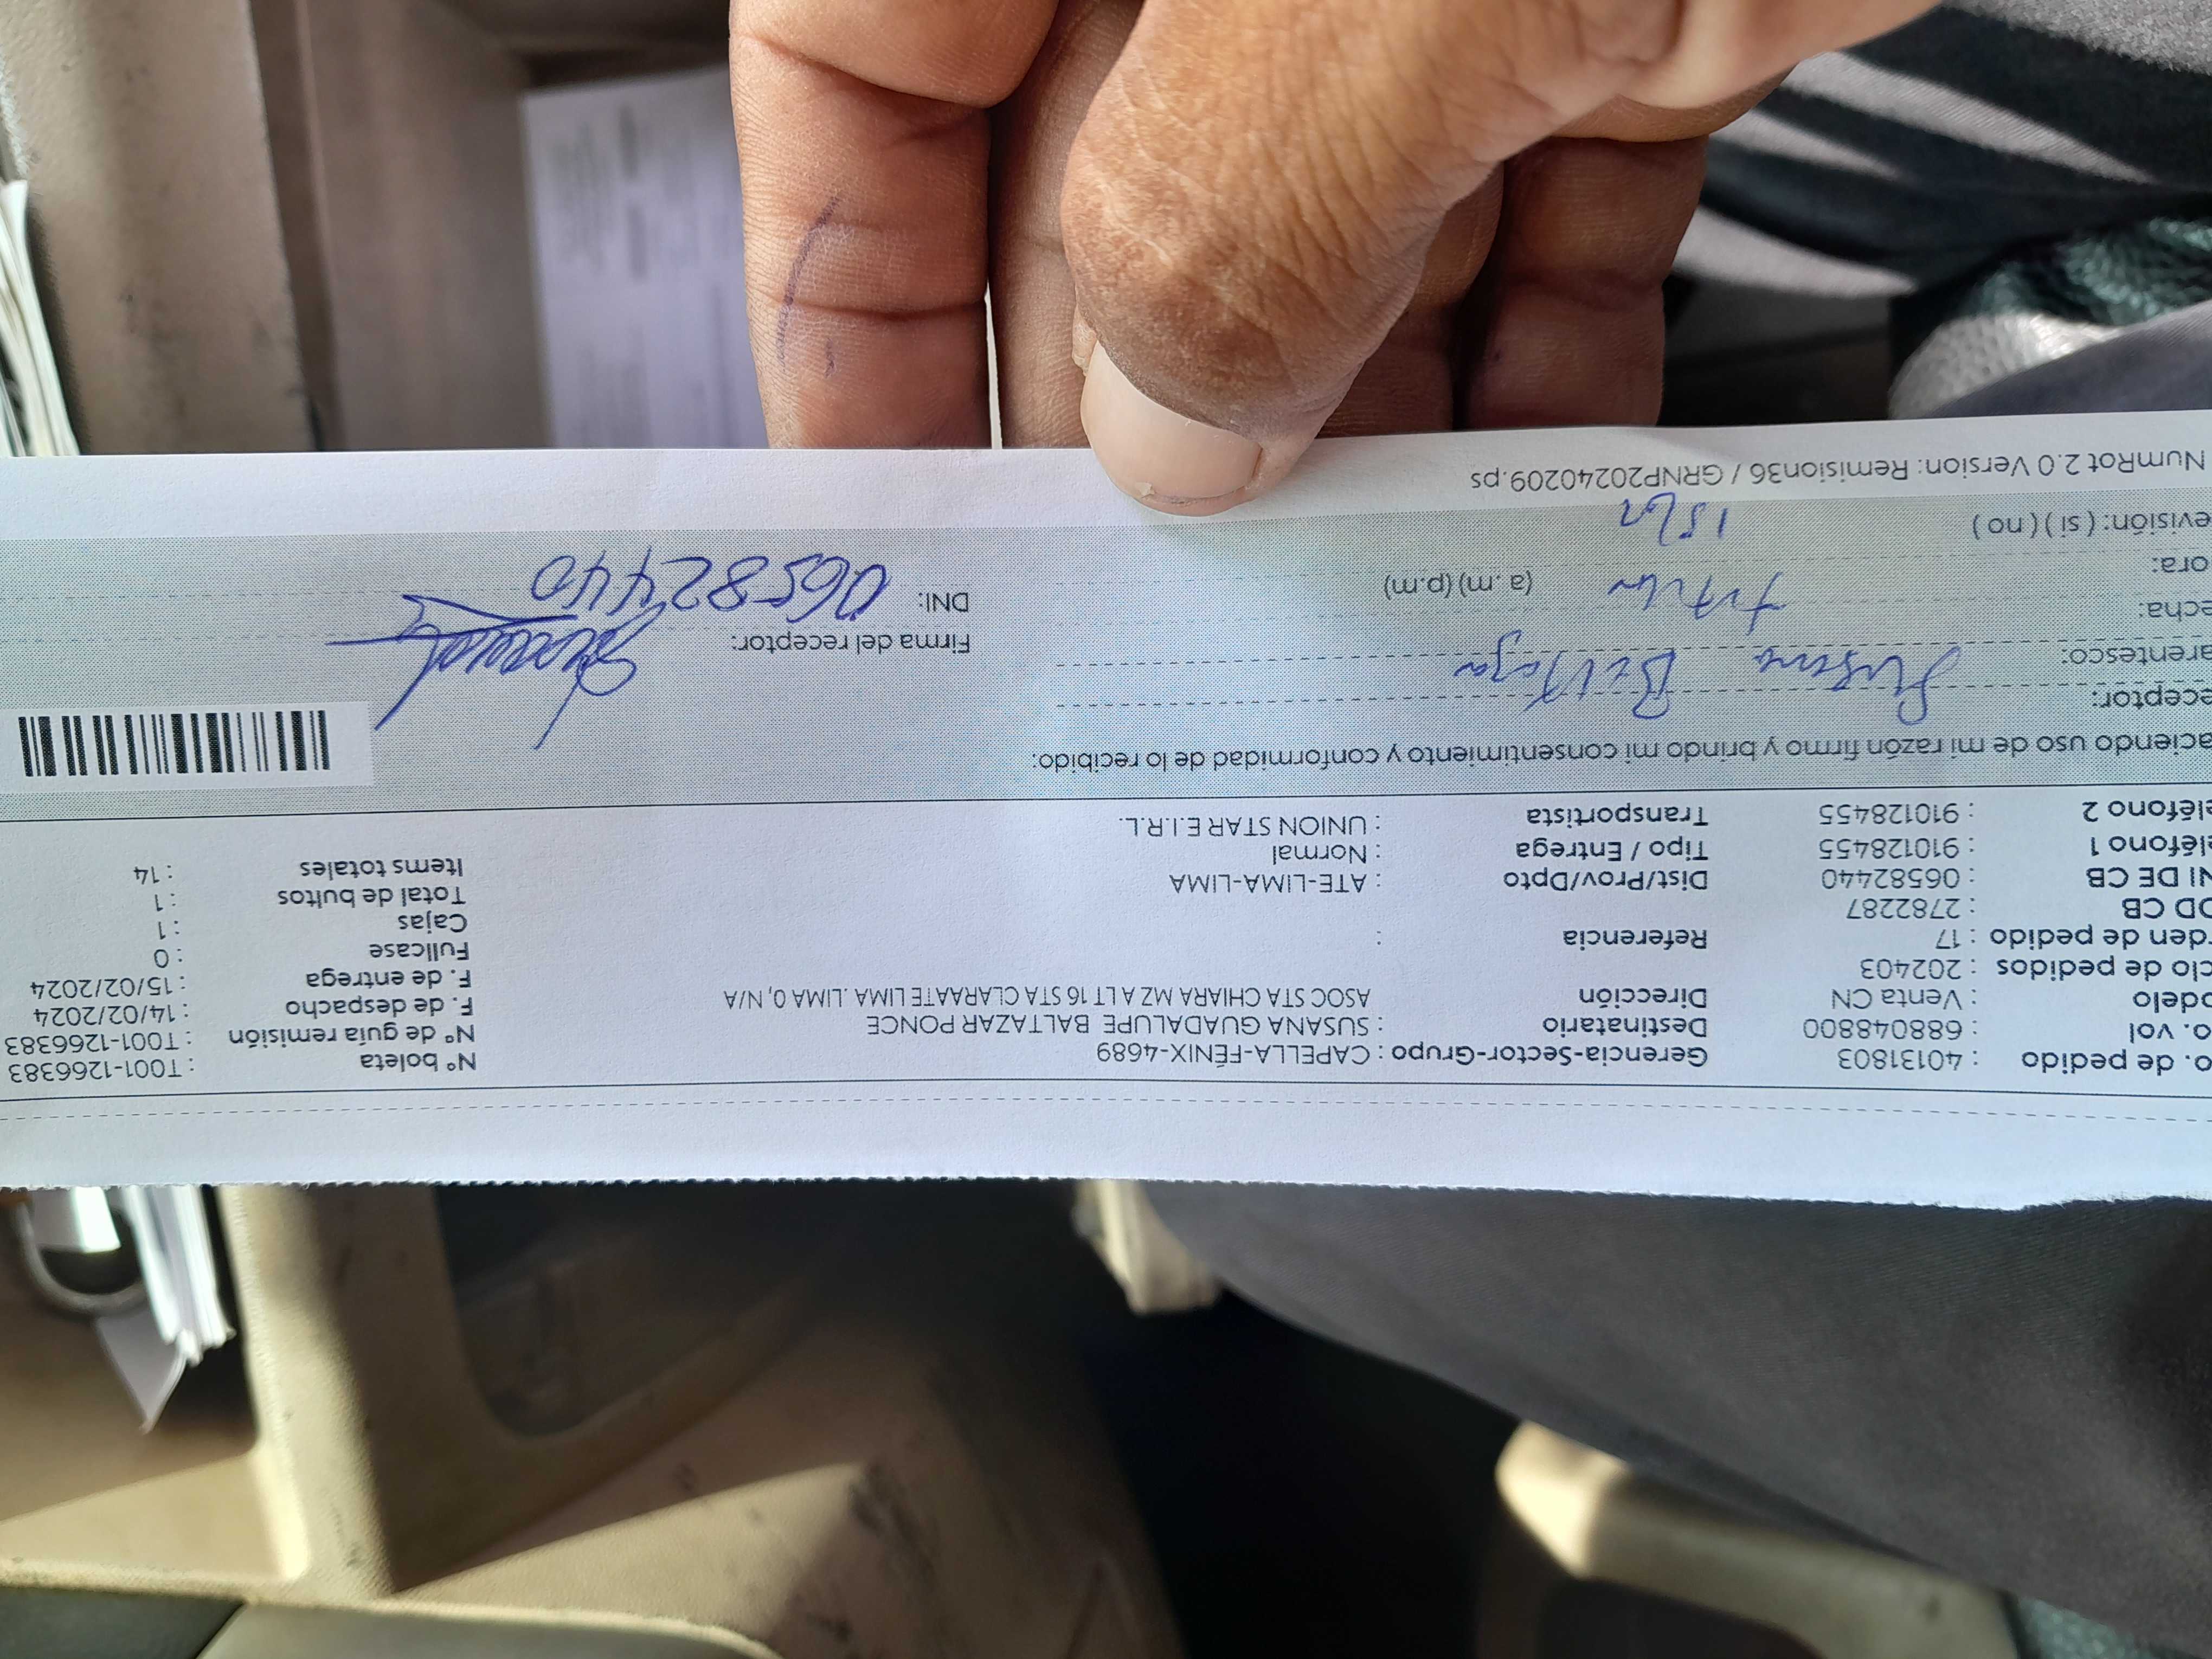 Nº boleta : T001-1266383
Nº de guía remisión : T001-1266383
F. de despacho : 14/02/2024
F. de entrega : 15/02/2024
Fullcase : 0
Cajas : 1
Total de bultos : 1
Items totales : 14
o. de pedido : 40131803
o. vol : 688048800
odelo : Venta CN
clo de pedidos : 202403
rden de pedido : 17
OD CB : 2782287
NI DE CB : 06582440
eléfono 1 : 910128455
eléfono 2 : 910128455
Gerencia-Sector-Grupo : CAPELLA-FÉNIX-4689
Destinatario : SUSANA GUADALUPE BALTAZAR PONCE
Dirección ASOC STA CHIARA MZ A LT 16 STA CLARAATE LIMA .LIMA 0, N/A
Referencia :
Dist/Prov/Dpto : ATE-LIMA-LIMA
Tipo / Entrega : Normal
Transportista : UNION STAR E.I.R.L.
aciendo uso de mi razón firmo y brindo mi consentimiento y conformidad de lo recibido:
eceptor: Susana
arentesco:
echa:
ora: (a.m) (p.m)
evisión: ( si ) ( no )
Firma del receptor:
DNI: 06582440
NumRot 2.0 Version: Remision36 / GRNP20240209.ps